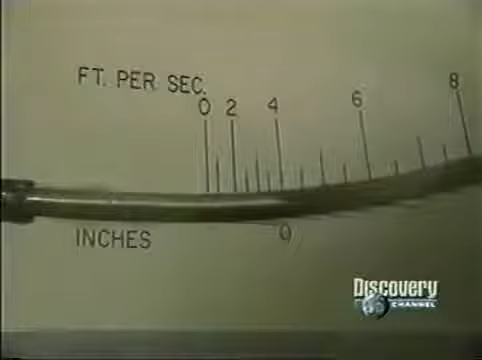 FT. PER SEC.
0 2 4 6 8
INCHES 0
Discovery
CHANNEL